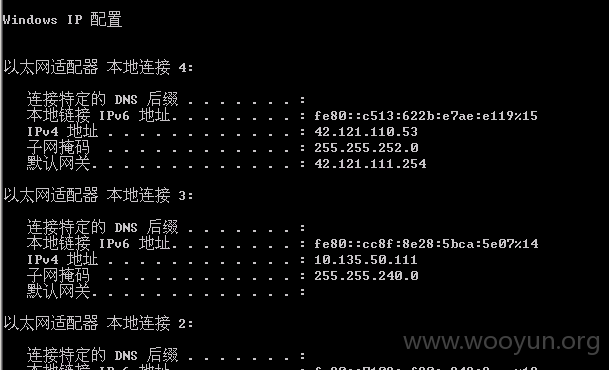 Windows IP 配置
以太网适配器 本地连接 4:
连接特定的 DNS 后缀 . . . . . . . :
本地链接 IPv6 地址. . . . . . . . : fe80::c513:622b:e7ae:e119%15
IPv4 地址 . . . . . . . . . . . . : 42.121.110.53
子网掩码 . . . . . . . . . . . . : 255.255.252.0
默认网关. . . . . . . . . . . . . : 42.121.111.254
以太网适配器 本地连接 3:
连接特定的 DNS 后缀 . . . . . . . :
本地链接 IPv6 地址. . . . . . . . : fe80::cc8f:8e28:5bca:5e07%14
IPv4 地址 . . . . . . . . . . . . : 10.135.50.111
子网掩码 . . . . . . . . . . . . : 255.255.240.0
默认网关. . . . . . . . . . . . . :
以太网适配器 本地连接 2:
www.wooyun.org
连接特定的 DNS 后缀 . . . . . . . :